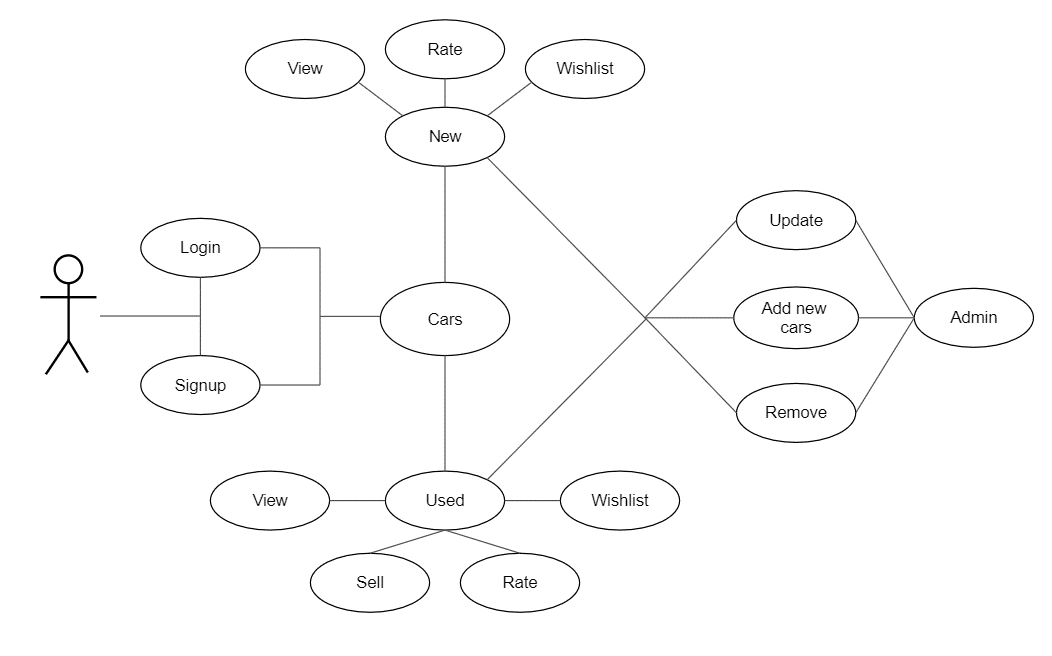 Rate
View
Wishlist
New
Update
Login
Add new
cars
Cars
Admin
Signup
Remove
View
Used
Wishlist
Sell
Rate